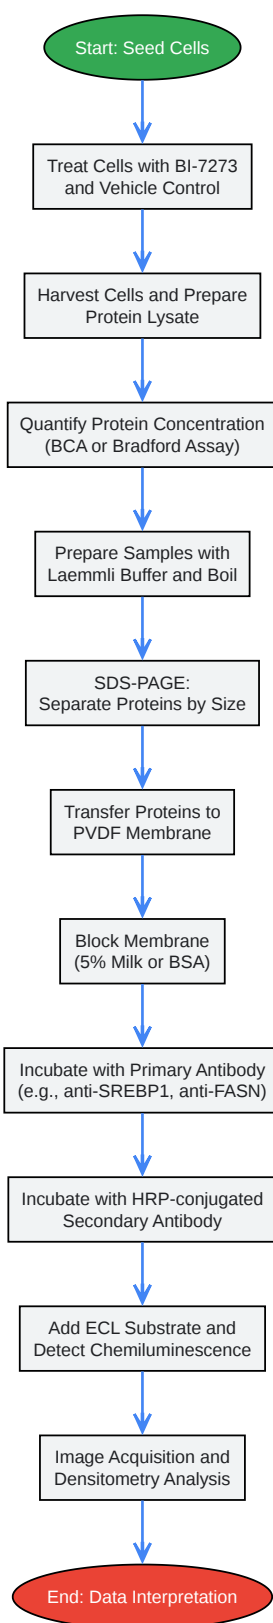 Start: Seed Cells
Treat Cells with BI-7273
and Vehicle Control
Harvest Cells and Prepare
Protein Lysate
Quantify Protein Concentration
(BCA or Bradford Assay)
Prepare Samples with
Laemmli Buffer and Boil
SDS-PAGE:
Separate Proteins by Size
Transfer Proteins to
PVDF Membrane
Block Membrane
(5% Milk or BSA)
Incubate with Primary Antibody
(e.g., anti-SREBP1, anti-FASN)
Incubate with HRP-conjugated
Secondary Antibody
Add ECL Substrate and
Detect Chemiluminescence
Image Acquisition and
Densitometry Analysis
End: Data Interpretation